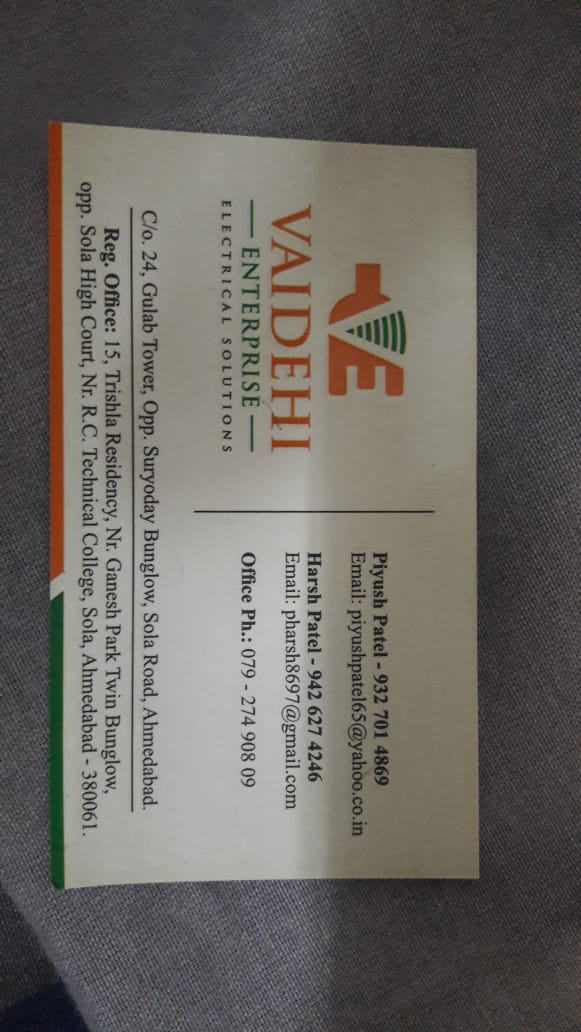 VE
VAIDEHI
ENTERPRISE
ELECTRICAL SOLUTIONS
Piyush Patel - 932 701 4869
Email: piyushpatel65@yahoo.co.in
Harsh Patel - 942 627 4246
Email: pharsh8697@gmail.com
Office Ph.: 079 - 274 908 09
C/o. 24, Gulab Tower, Opp. Suryoday Bunglow, Sola Road, Ahmedabad.
Reg. Office: 15, Trishla Residency, Nr. Ganesh Park Twin Bunglow,
opp. Sola High Court, Nr. R.C. Technical College, Sola, Ahmedabad - 380061.